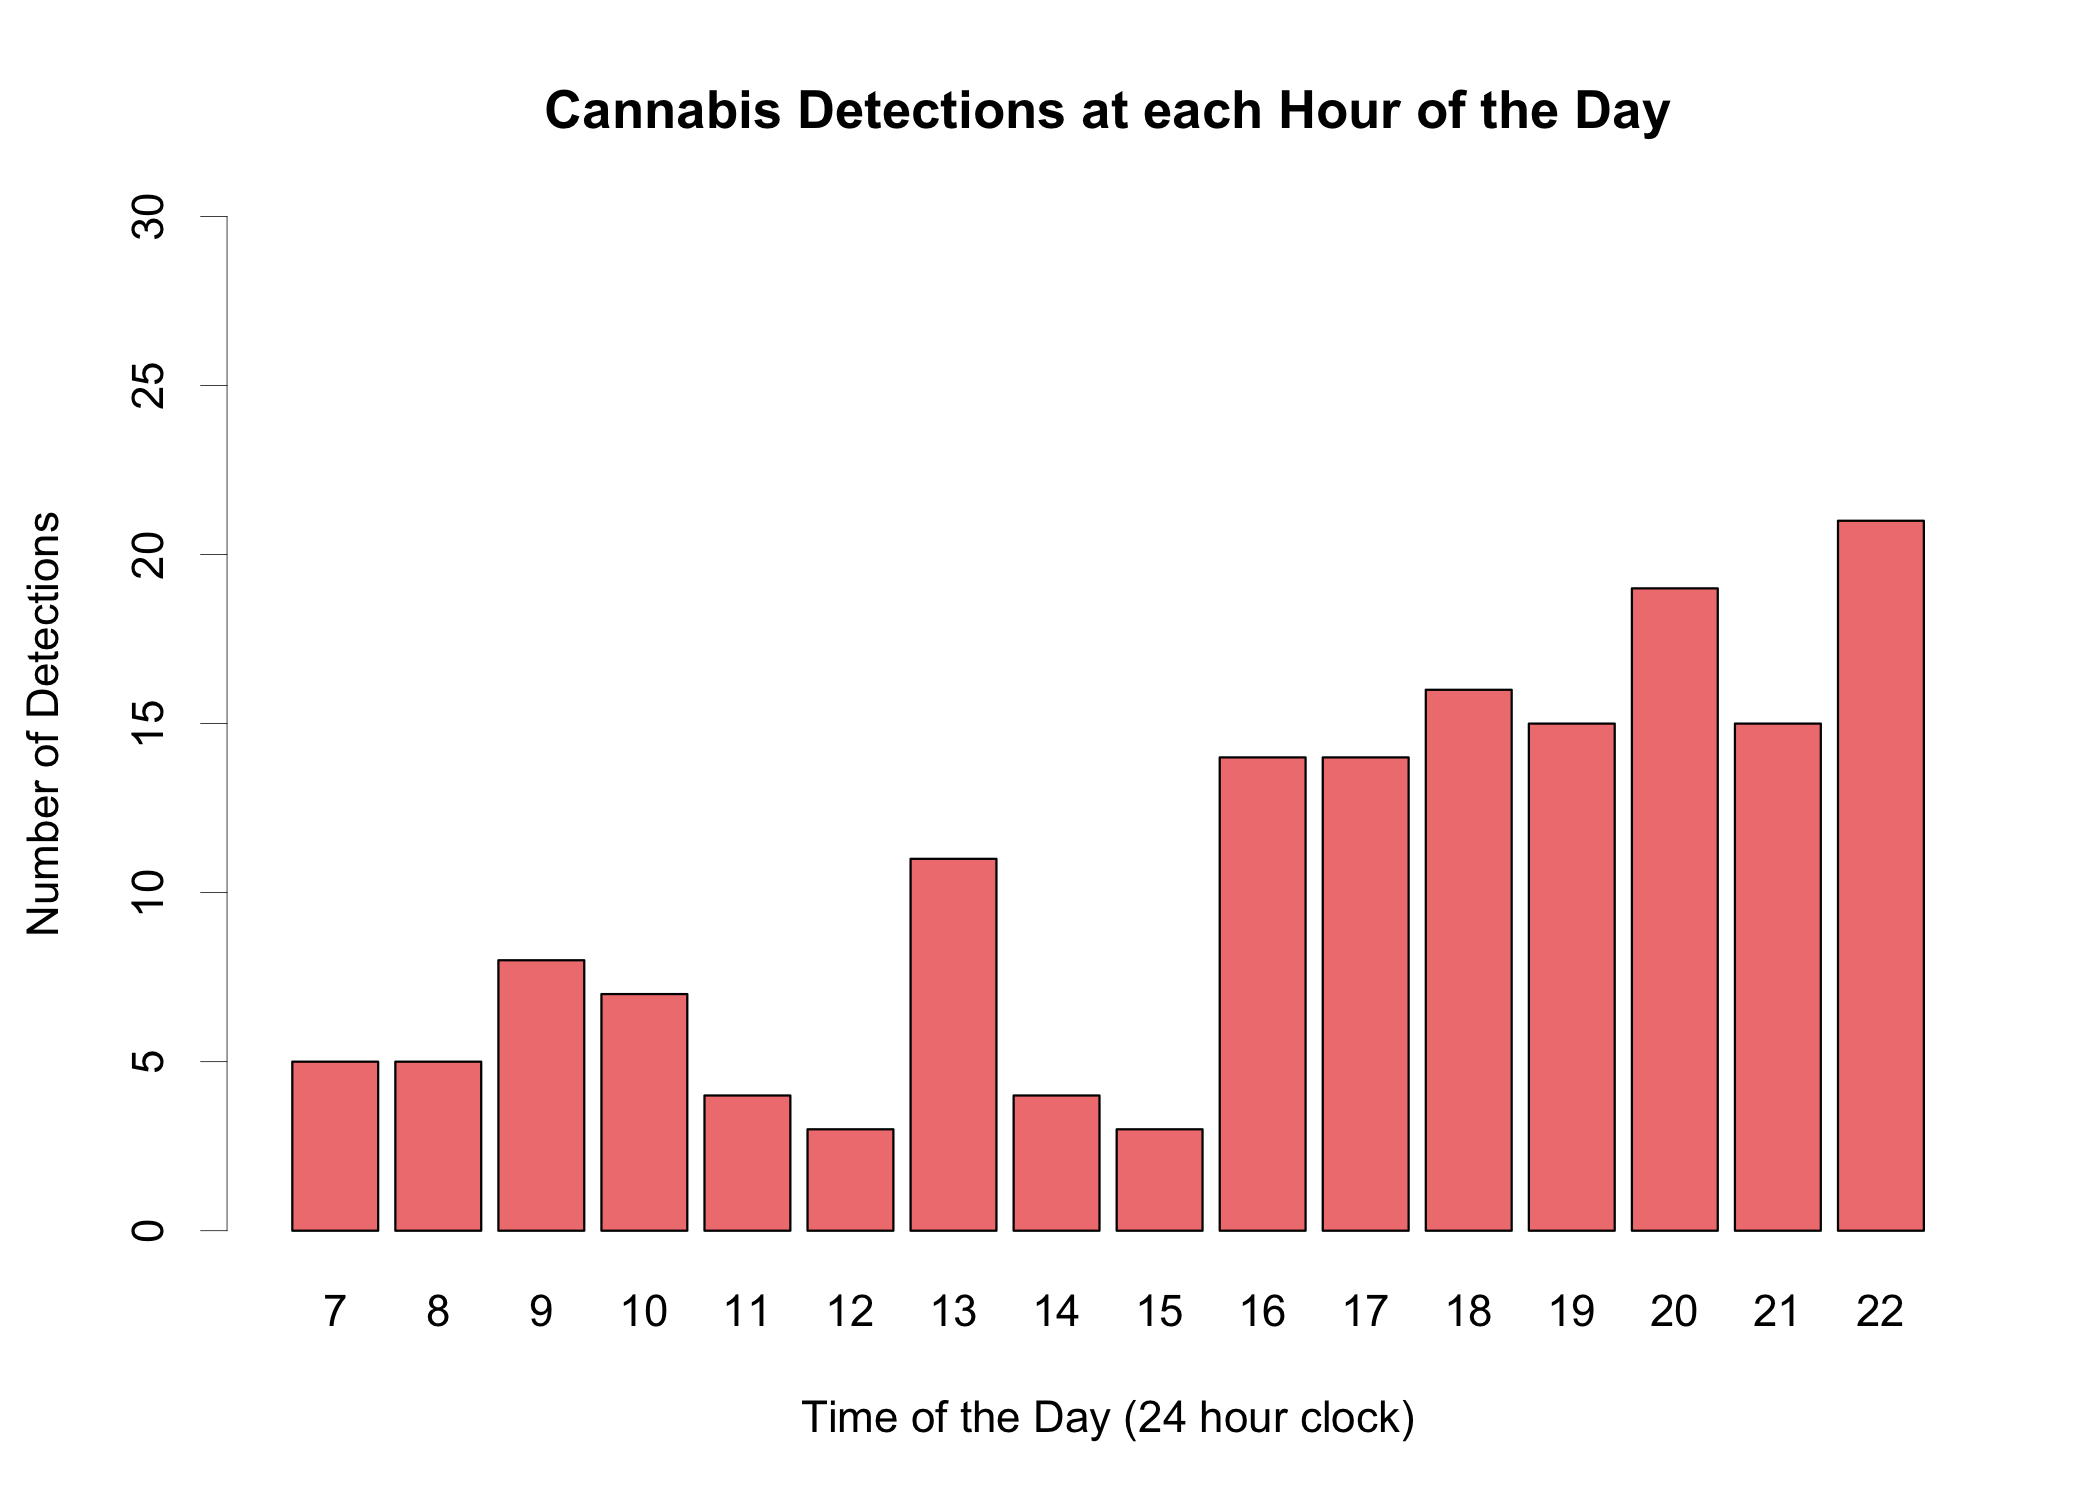 Cannabis Detections at each Hour of the Day
Number of Detections
30
25
20
15
10
5
0
7 8 9 10 11 12 13 14 15 16 17 18 19 20 21 22
Time of the Day (24 hour clock)